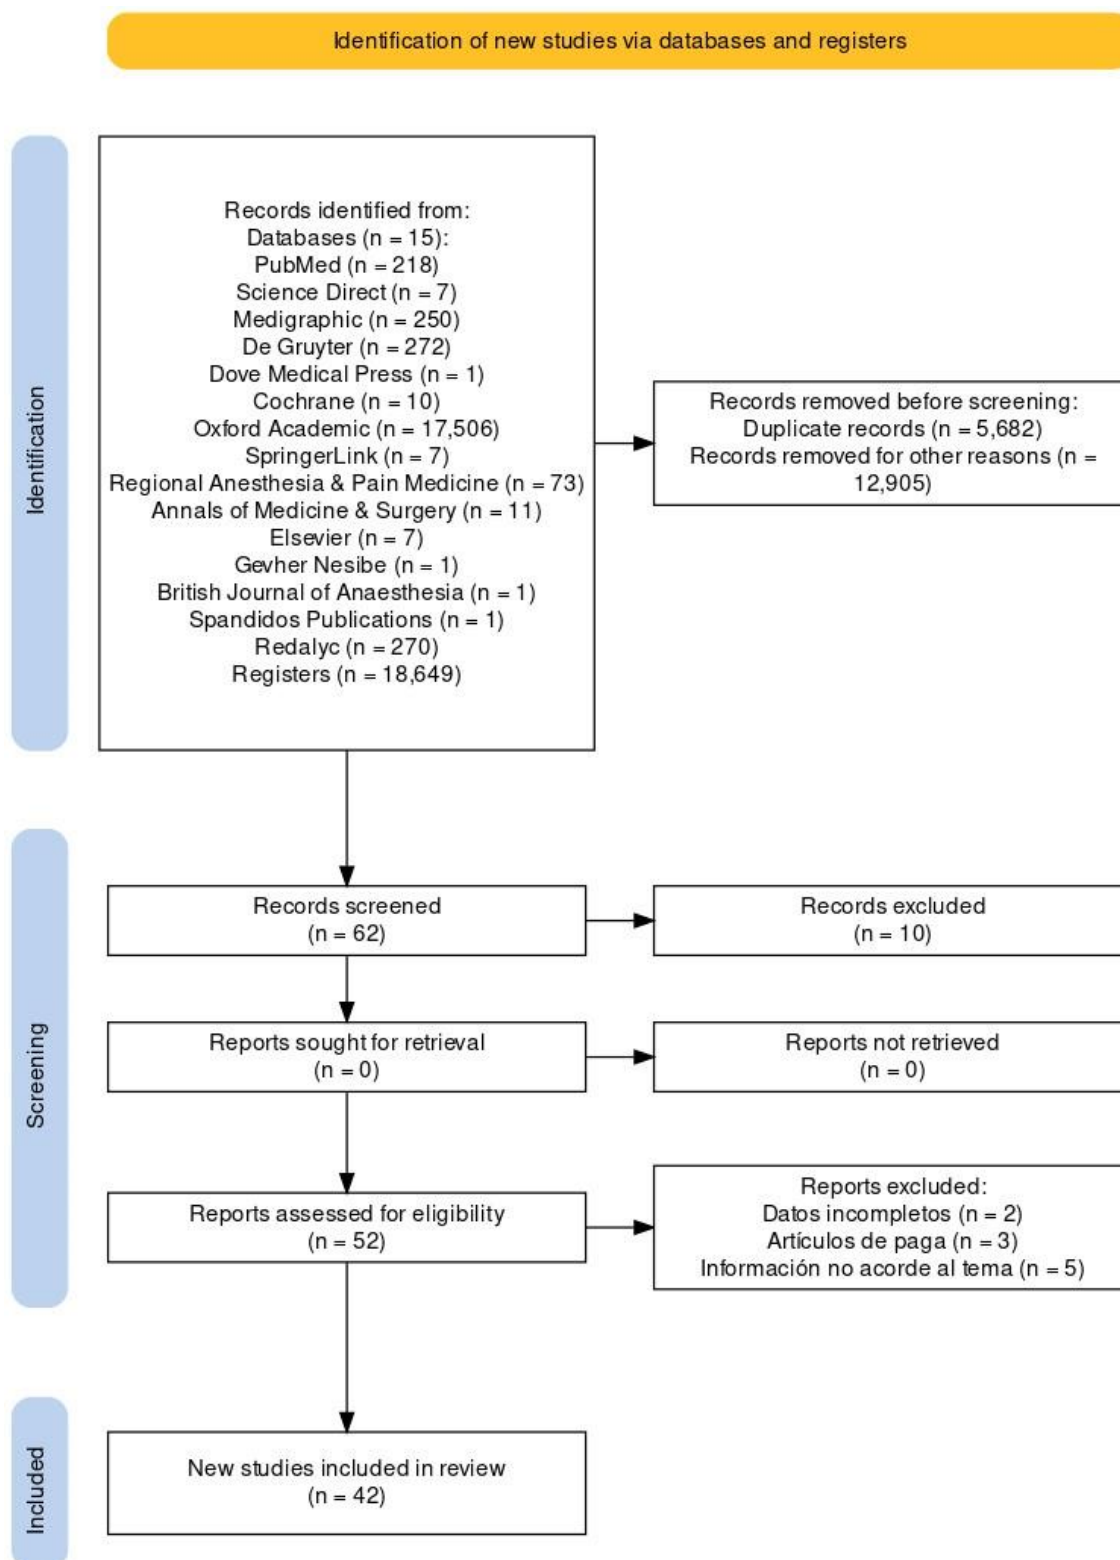 Identification of new studies via databases and registers
Identification
Records identified from:
Databases (n = 15):
PubMed (n = 218)
Science Direct (n = 7)
Medigraphic (n = 250)
De Gruyter (n = 272)
Dove Medical Press (n = 1)
Cochrane (n = 10)
Oxford Academic (n = 17,506)
SpringerLink (n = 7)
Regional Anesthesia & Pain Medicine (n = 73)
Annals of Medicine & Surgery (n = 11)
Elsevier (n = 7)
Gevher Nesibe (n = 1)
British Journal of Anaesthesia (n = 1)
Spandidos Publications (n = 1)
Redalyc (n = 270)
Registers (n = 18,649)
Records removed before screening:
Duplicate records (n = 5,682)
Records removed for other reasons (n =
12,905)
Screening
Records screened
(n = 62)
Records excluded
(n = 10)
Reports sought for retrieval
(n = 0)
Reports not retrieved
(n = 0)
Reports assessed for eligibility
(n = 52)
Reports excluded:
Datos incompletos (n = 2)
Artículos de paga (n = 3)
Información no acorde al tema (n = 5)
Included
New studies included in review
(n = 42)